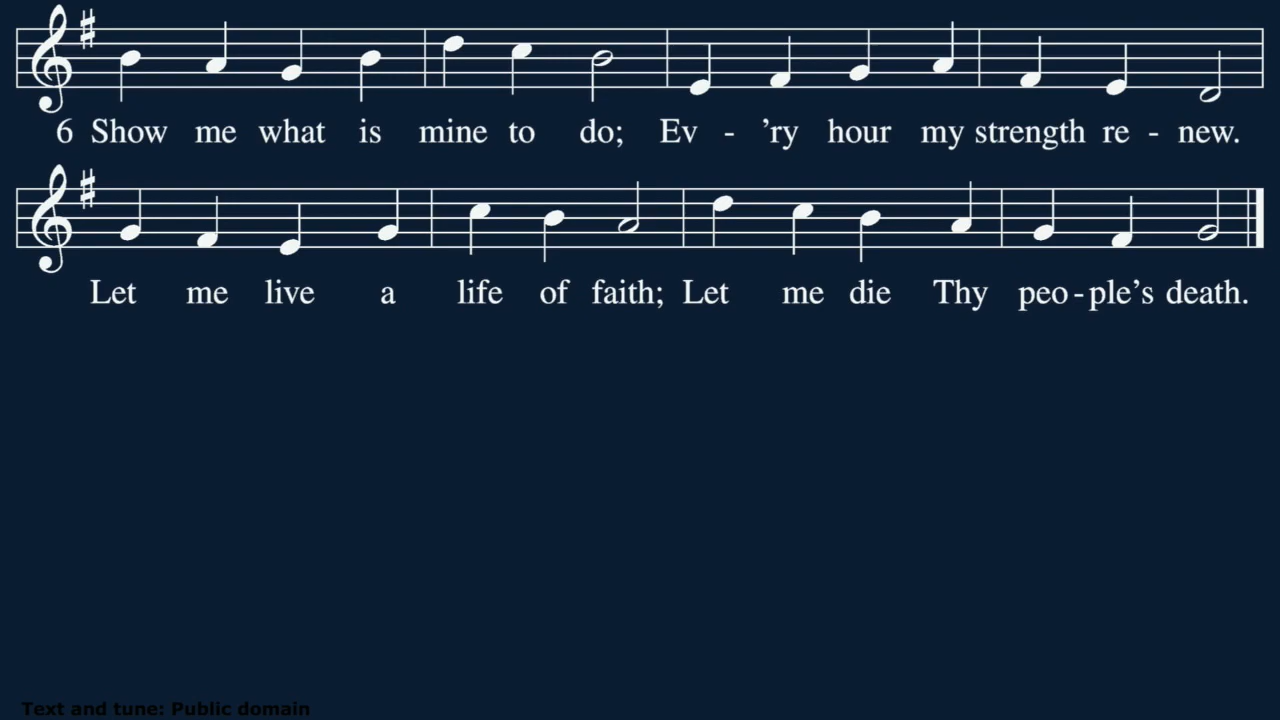 6 Show me what is mine to do; Ev - ’ry hour my strength re - new.
Let me live a life of faith; Let me die Thy peo - ple’s death.
Text and tune: Public domain